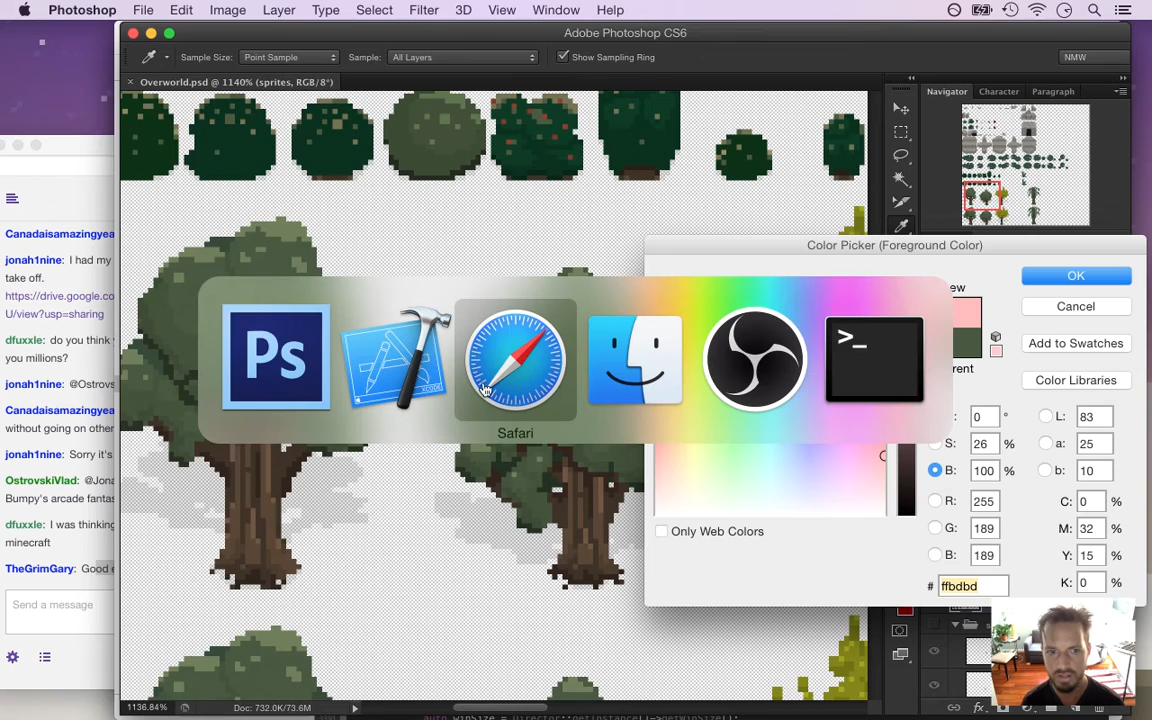 Photoshop File Edit Image Layer Type Select Filter 3D View Window Help
Adobe Photoshop CS6
Sample Size: Point Sample Sample: All Layers Show Sampling Ring NMW
× Overworld.psd @ 1140% (sprites, RGB/8*)
Navigator Character Paragraph
Canadaisamazingyea
jonah1nine: I had my
take off.
https://drive.google.co
U/view?usp=sharing
dfuxxle: do you think
you millions?
jonah1nine: @Ostrovs
Canadaisamazingyea
without going on other
jonah1nine: Sorry it's
OstrovskiVlad: @Jona
Bumpy's arcade fantas
dfuxxle: I was thinking
minecraft
TheGrimGary: Good e
Send a message
Color Picker (Foreground Color)
OK
Cancel
Add to Swatches
Color Libraries
Ps
XCODE
>_
Safari
0 °
L: 83
S: 26 %
a: 25
B: 100 %
b: 10
R: 255
C: 0 %
G: 189
M: 32 %
B: 189
Y: 15 %
# ffbdbd
K: 0 %
Only Web Colors
1136.84% Doc: 732.0K/73.6M
fx